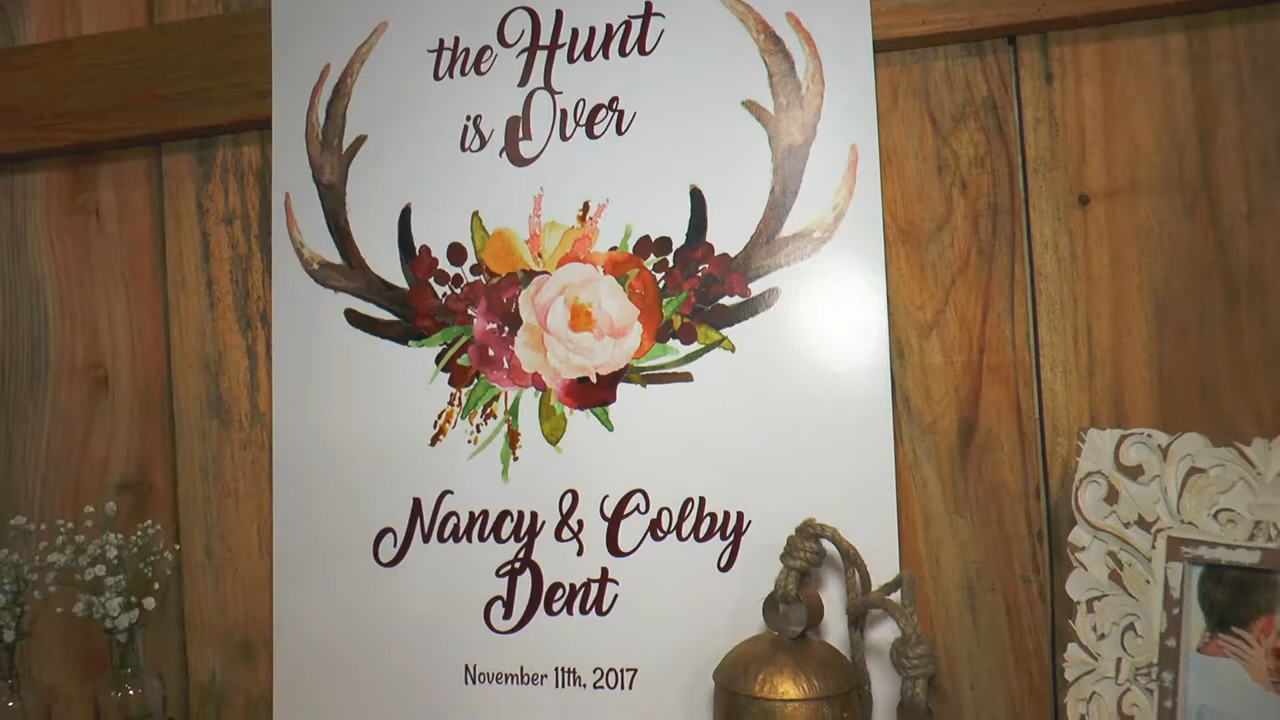 the Hunt
is Over
Nancy & Colby
Dent
November 11th, 2017